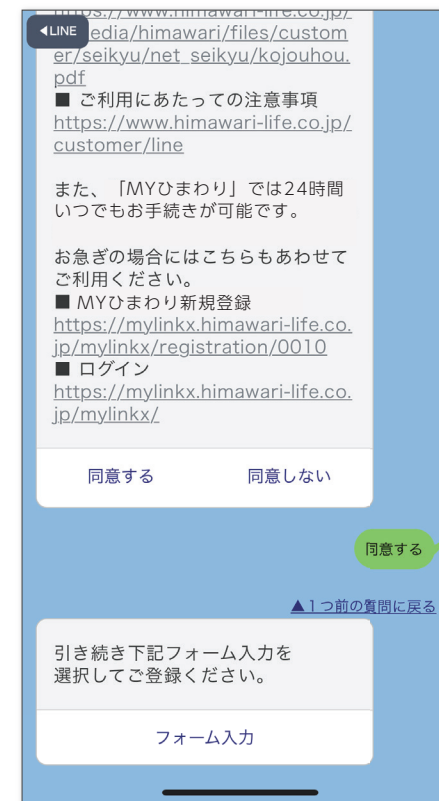 ◀LINE
https://www.himawari-life.co.jp/
edia/himawari/files/custom
er/seikyu/net_seikyu/kojouhou.
pdf
■ ご利用にあたっての注意事項
https://www.himawari-life.co.jp/
customer/line
また、「MYひまわり」では24時間
いつでもお手続きが可能です。
お急ぎの場合にはこちらもあわせて
ご利用ください。
■ MYひまわり新規登録
https://mylinkx.himawari-life.co.
jp/mylinkx/registration/0010
■ ログイン
https://mylinkx.himawari-life.co.
jp/mylinkx/
同意する 同意しない
同意する
▲1つ前の質問に戻る
引き続き下記フォーム入力を
選択してご登録ください。
フォーム入力